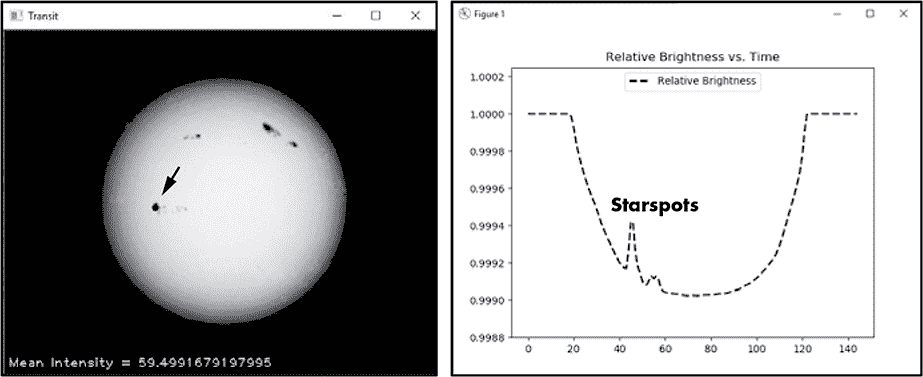 Transit
Mean Intensity = 59.4991679197995
Figure 1
Relative Brightness vs. Time
Relative Brightness
1.0002
1.0000
0.9998
0.9996
0.9994
0.9992
0.9990
0.9988
Starspots
0 20 40 60 80 100 120 140